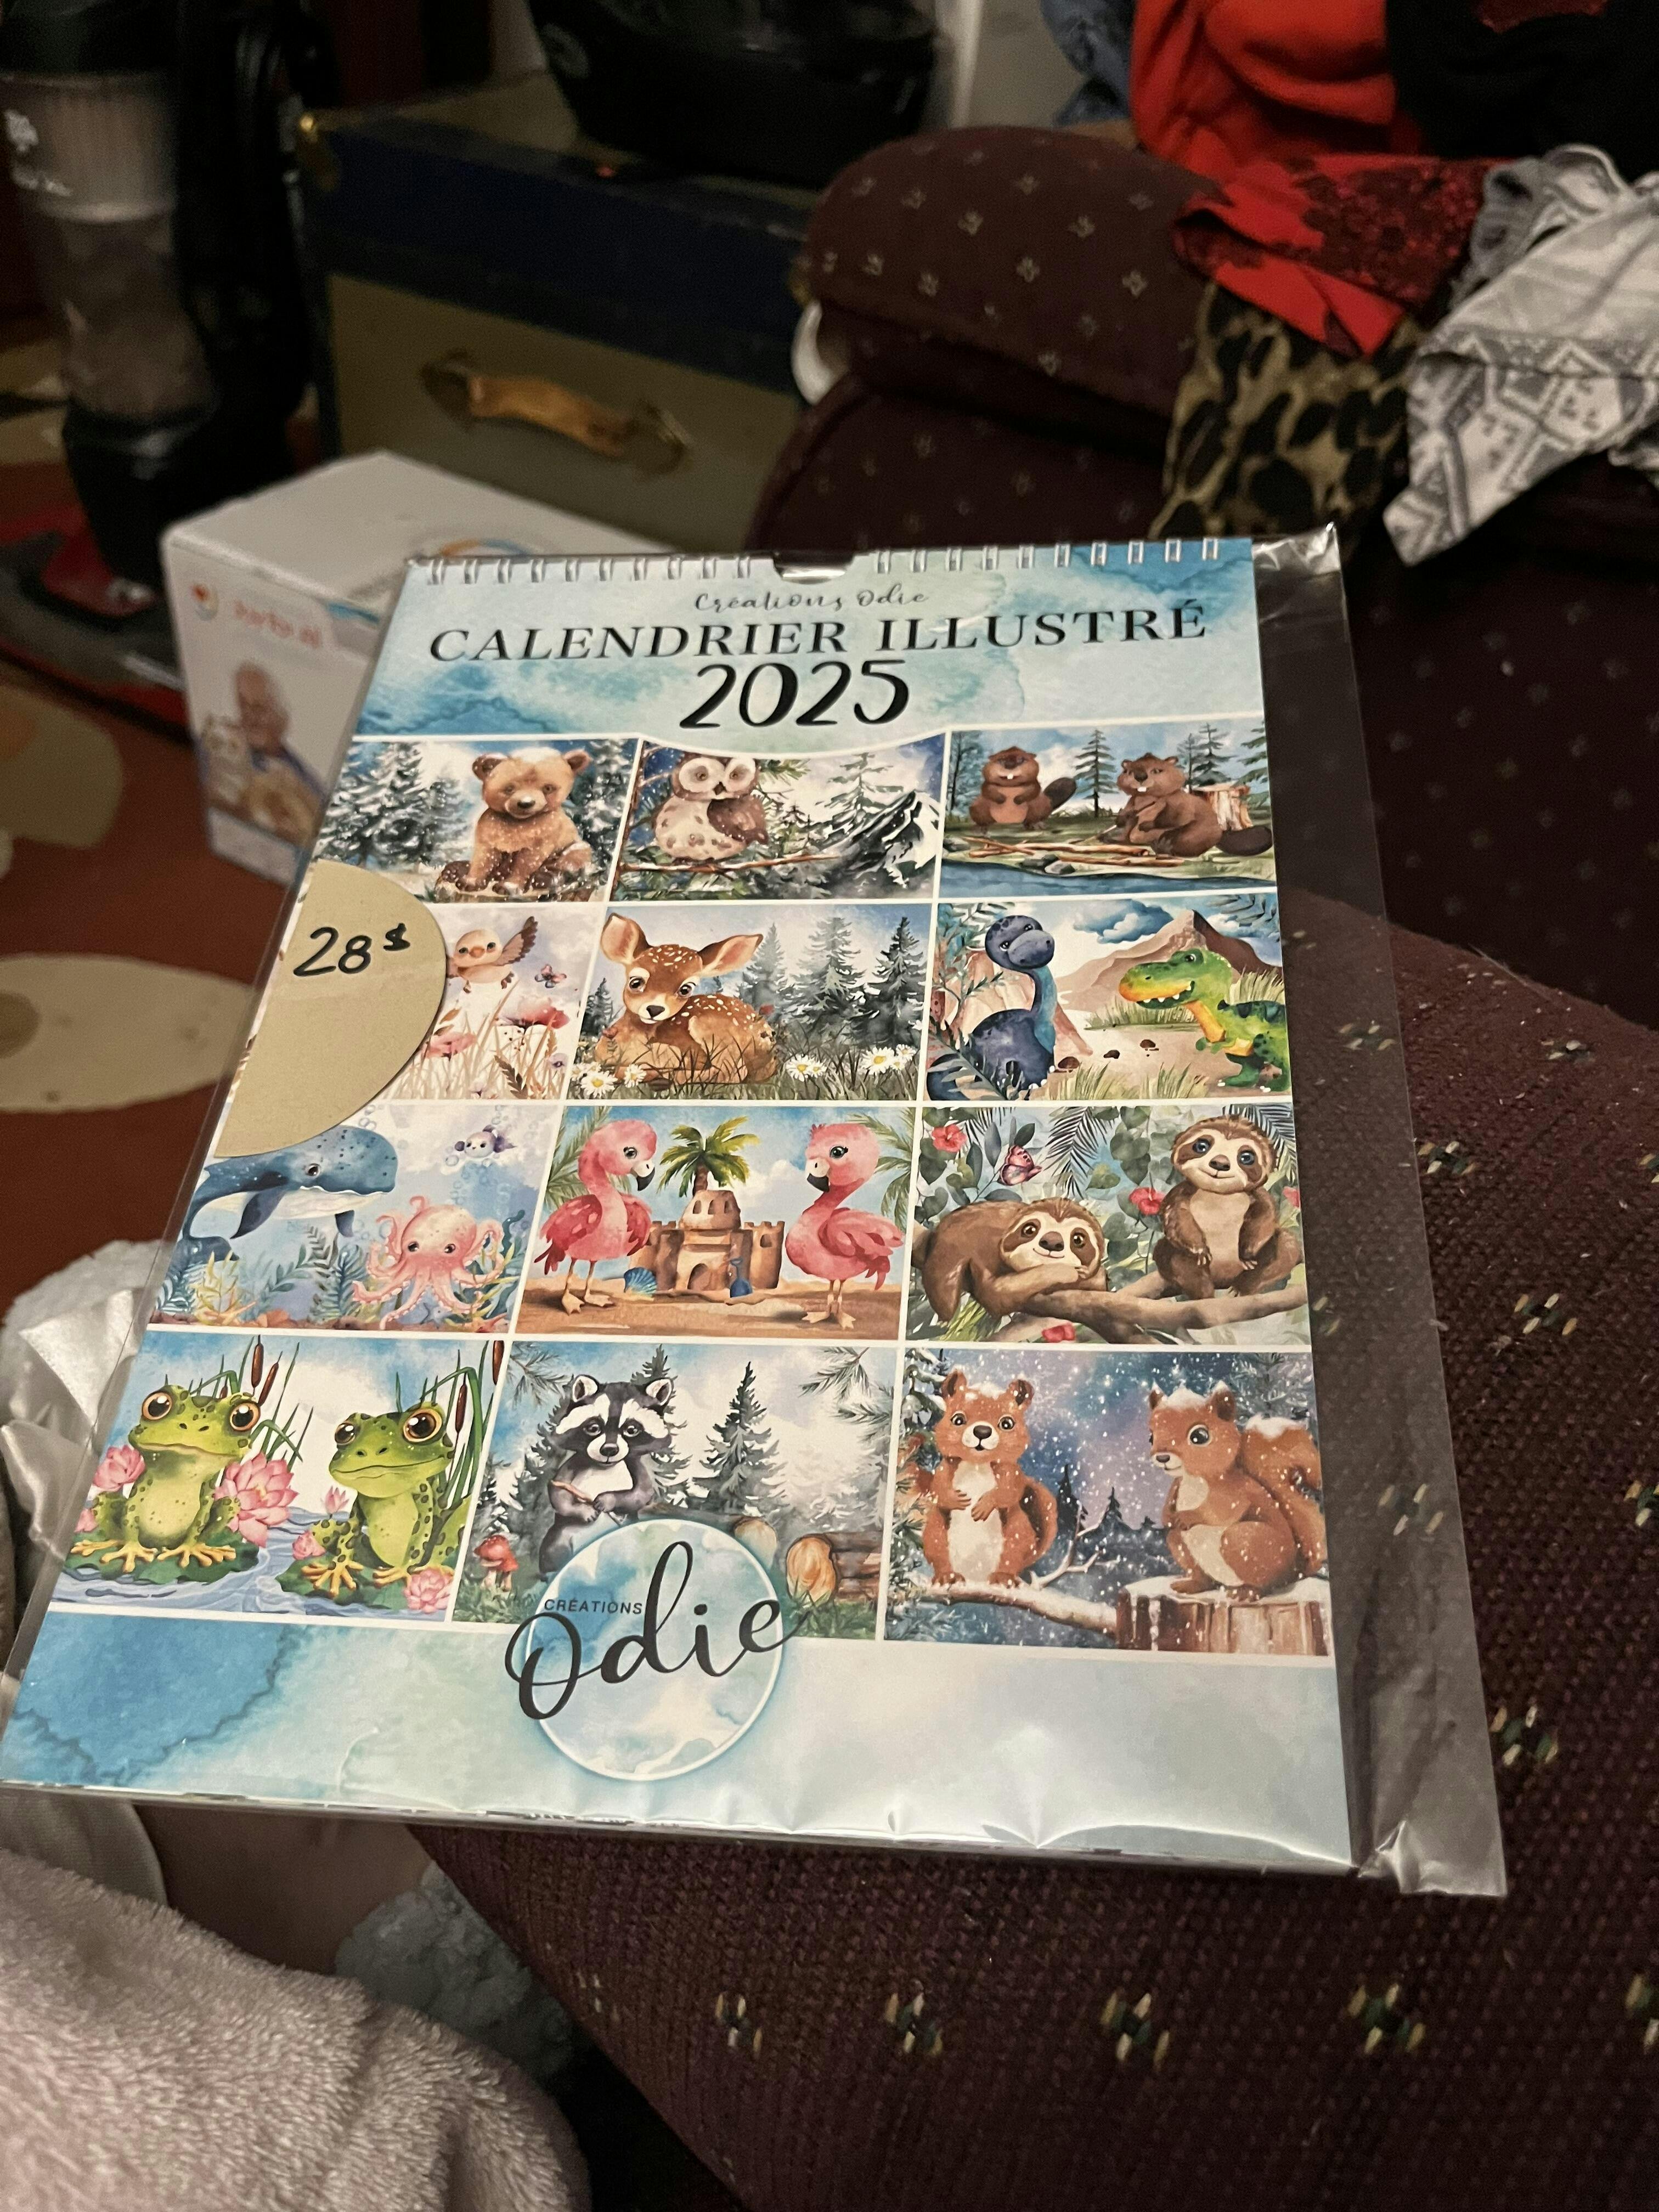 Créations Odie
CALENDRIER ILLUSTRÉ
2025
28$
CRÉATIONS
Odie